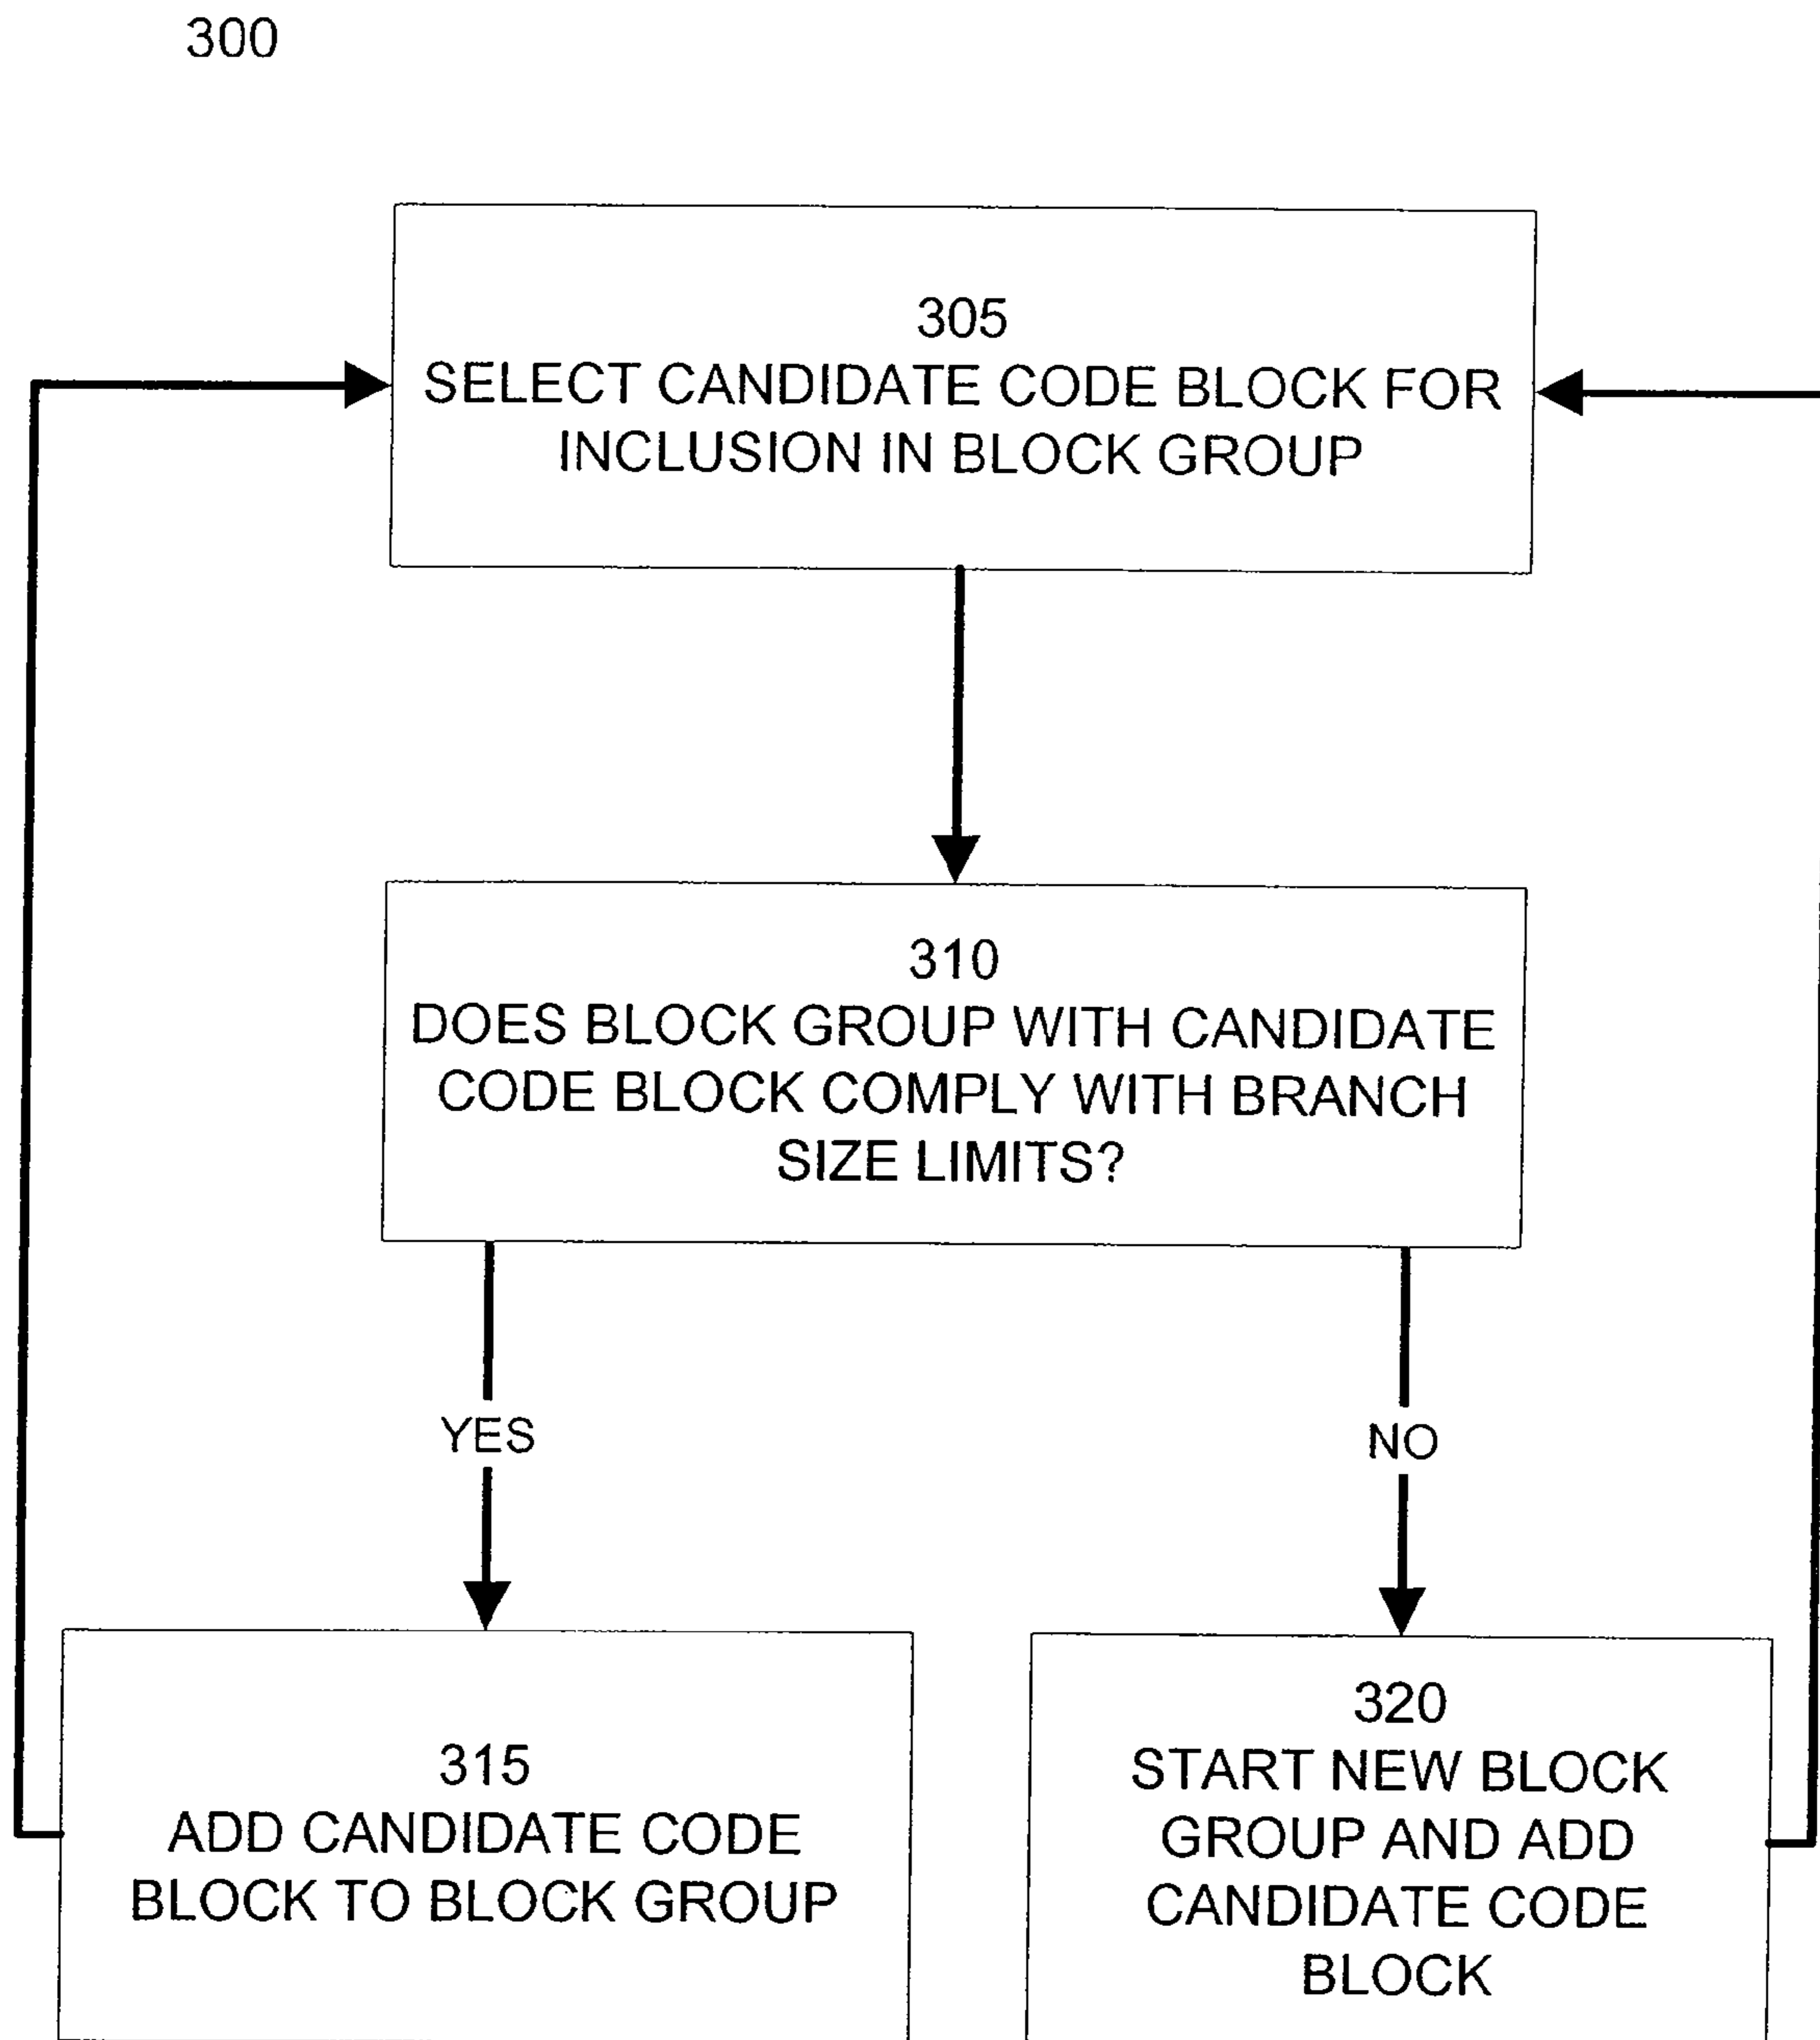 300
305
SELECT CANDIDATE CODE BLOCK FOR
INCLUSION IN BLOCK GROUP
310
DOES BLOCK GROUP WITH CANDIDATE
CODE BLOCK COMPLY WITH BRANCH
SIZE LIMITS?
YES
NO
315
ADD CANDIDATE CODE
BLOCK TO BLOCK GROUP
320
START NEW BLOCK
GROUP AND ADD
CANDIDATE CODE
BLOCK